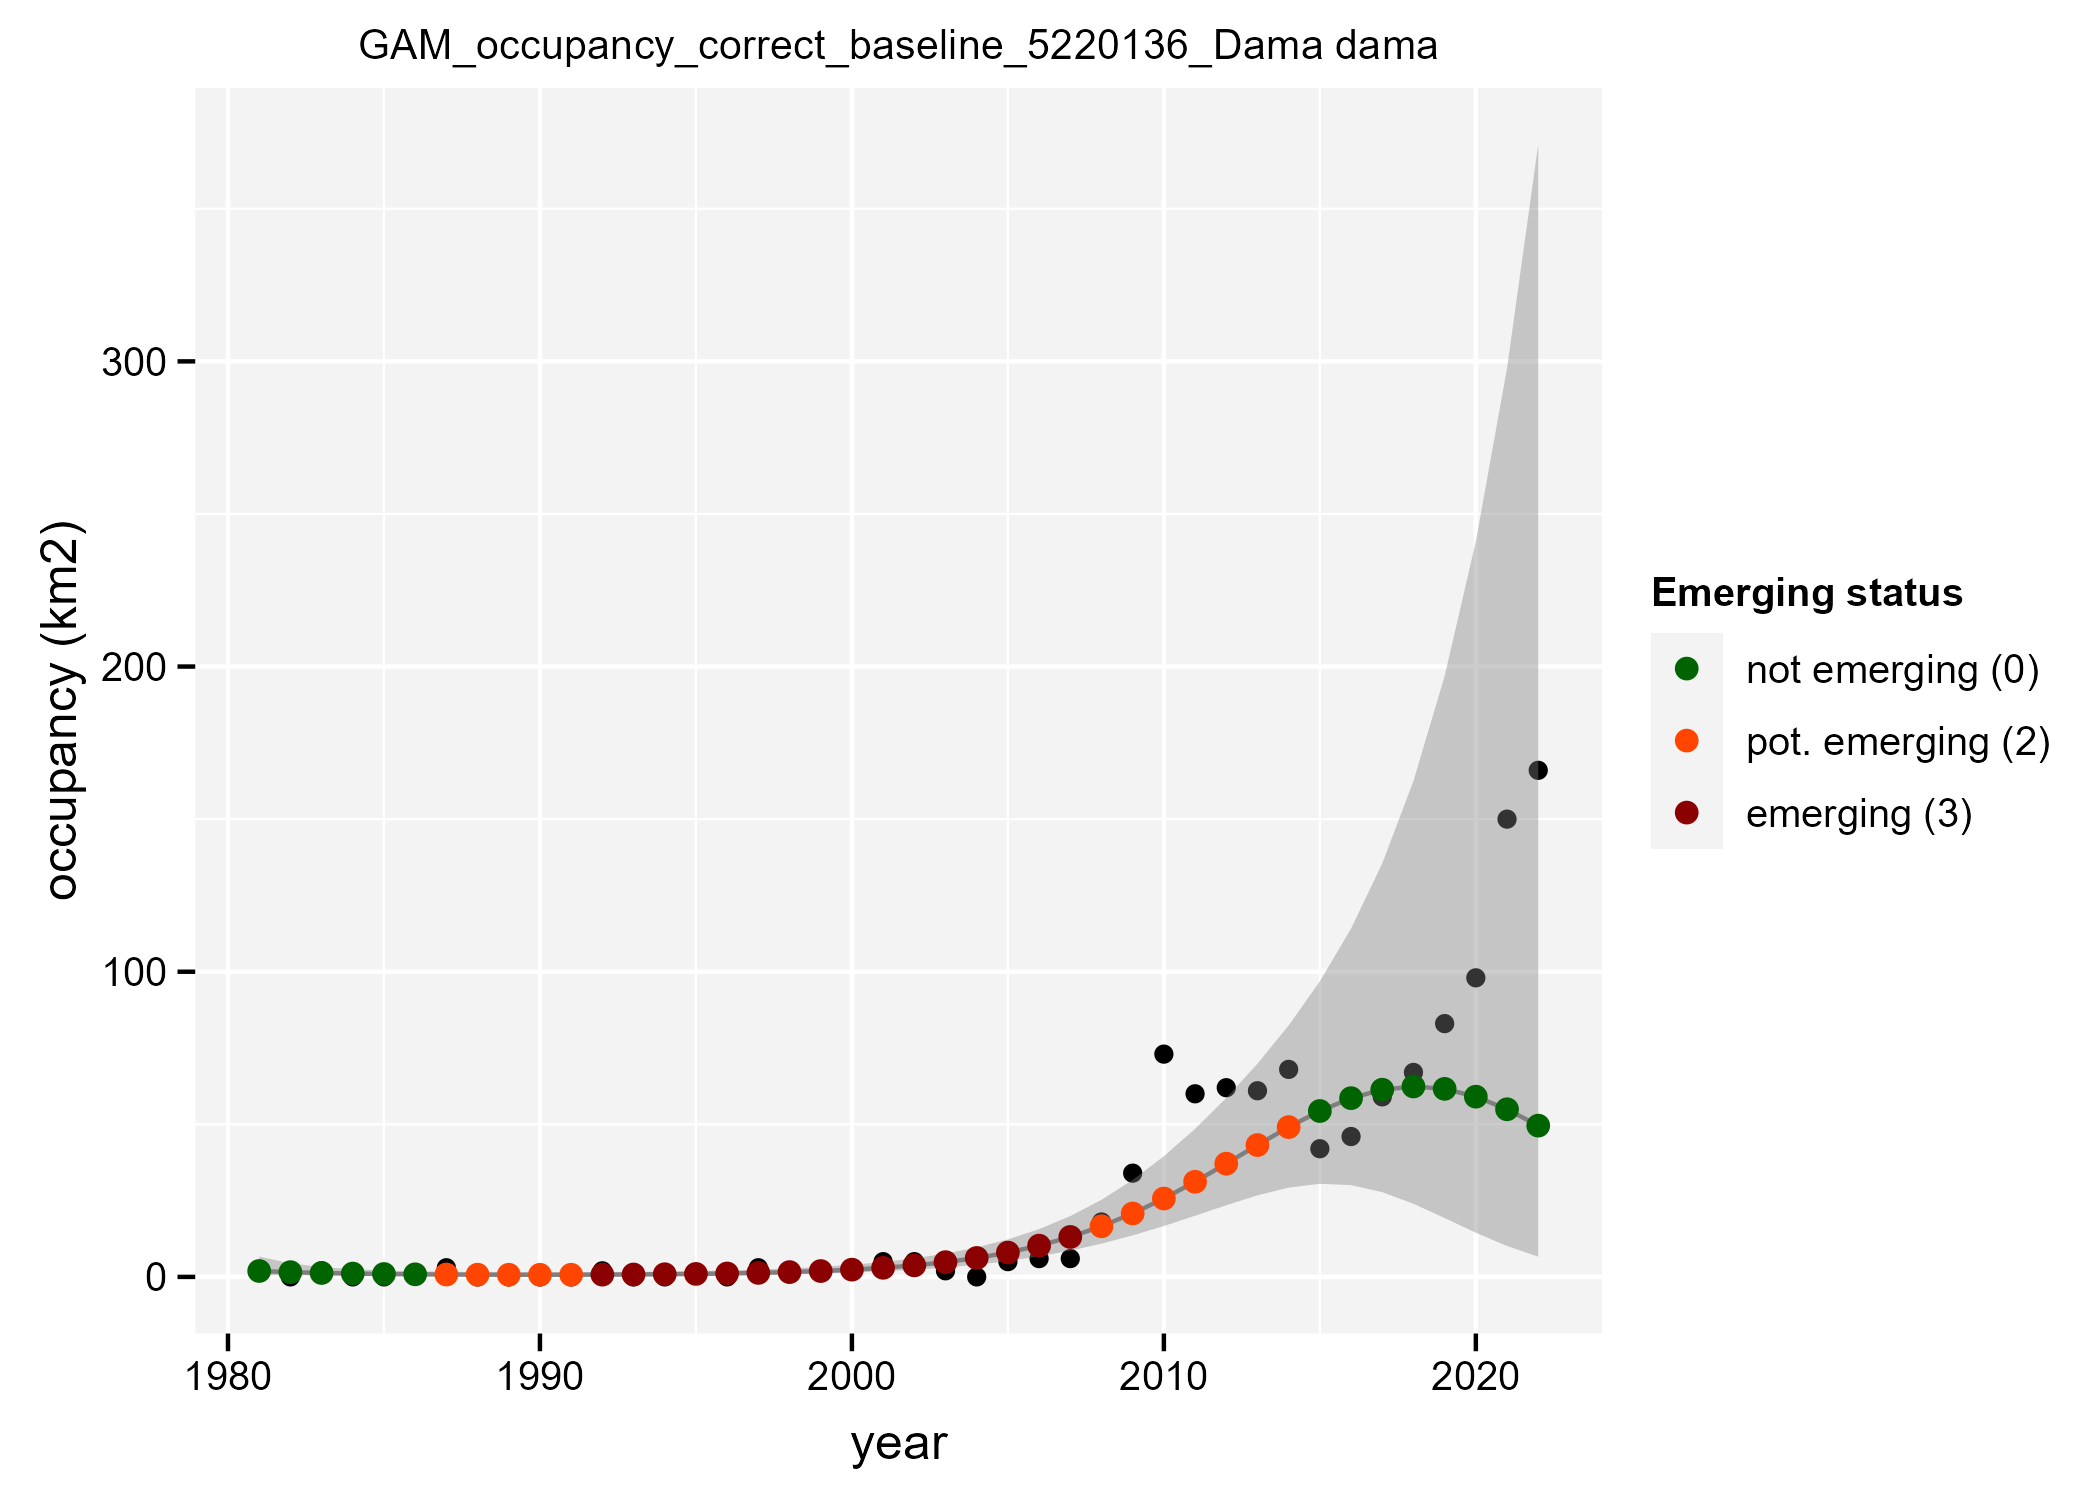 GAM_occupancy_correct_baseline_5220136_Dama dama
occupancy (km2)
300
200
100
0
1980 1990 2000 2010 2020
year
Emerging status
not emerging (0)
pot. emerging (2)
emerging (3)